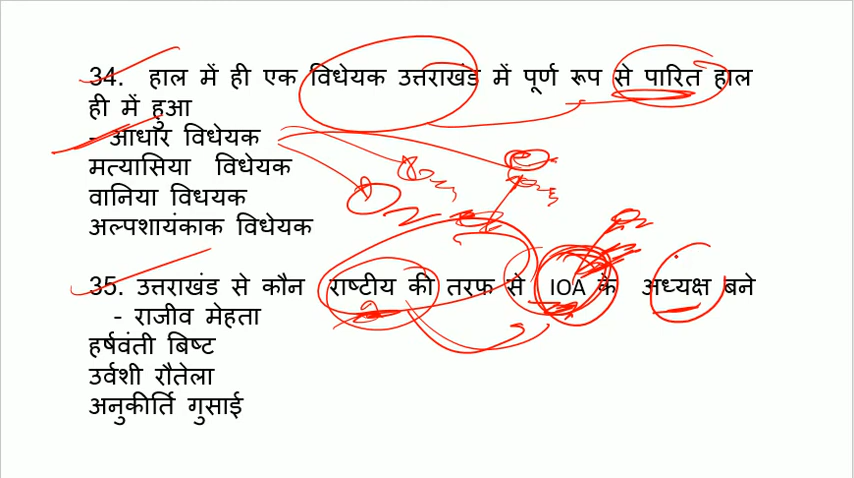 34. हाल में ही एक विधेयक उत्तराखंड में पूर्ण रूप से पारित हाल
ही में हुआ
- आधार विधेयक
मत्यासिया विधेयक
वानिया विधयक
अल्पशायंकाक विधेयक
35. उत्तराखंड से कौन राष्टीय की तरफ से IOA के अध्यक्ष बने
- राजीव मेहता
हर्षवंती बिष्ट
उर्वशी रौतेला
अनुकीर्ति गुसाई